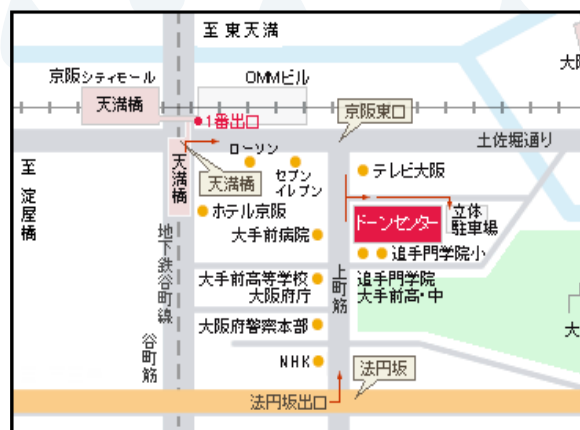 至 東天満
京阪シティモール
OMMビル
天満橋
1番出口
京阪東口
土佐堀通り
ローソン
セブン
イレブン
天満橋
天満橋
テレビ大阪
至 淀屋橋
ホテル京阪
ドーンセンター
立体
駐車場
大手前病院
追手門学院小
地下鉄谷町線
大手前高等学校
大阪府庁
上町筋
追手門学院
大手前高・中
大阪府警察本部
谷町筋
NHK
法円坂
法円坂出口